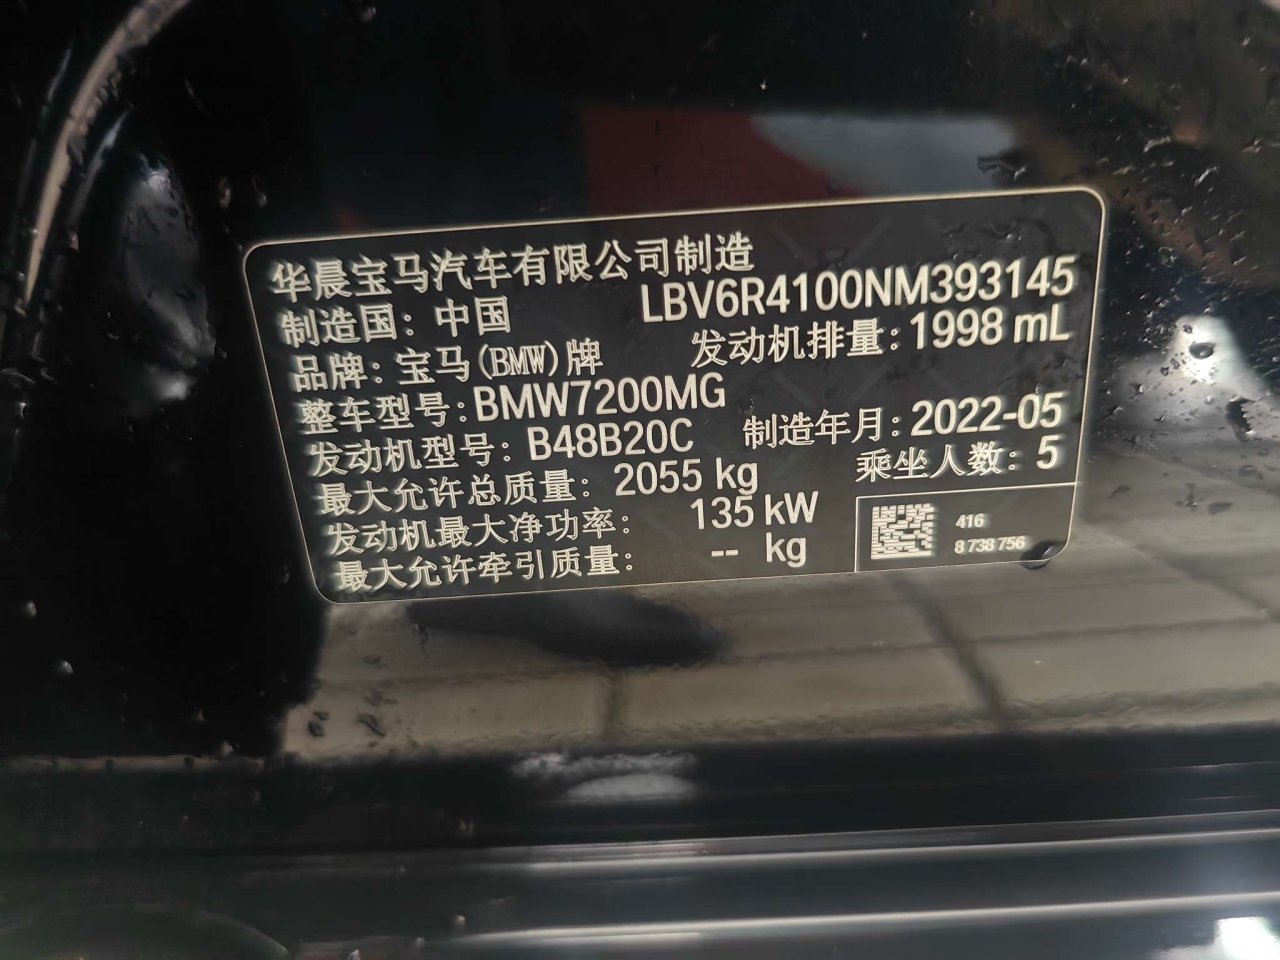 华晨宝马汽车有限公司制造
制造国：中国 LBV6R4100NM393145
品牌：宝马(BMW)牌 发动机排量：1998 mL
整车型号：BMW7200MG
发动机型号：B48B20C 制造年月：2022-05
最大允许总质量：2055 kg 乘坐人数：5
发动机最大净功率：135 kW
最大允许牵引质量：-- kg
416
8 738 756